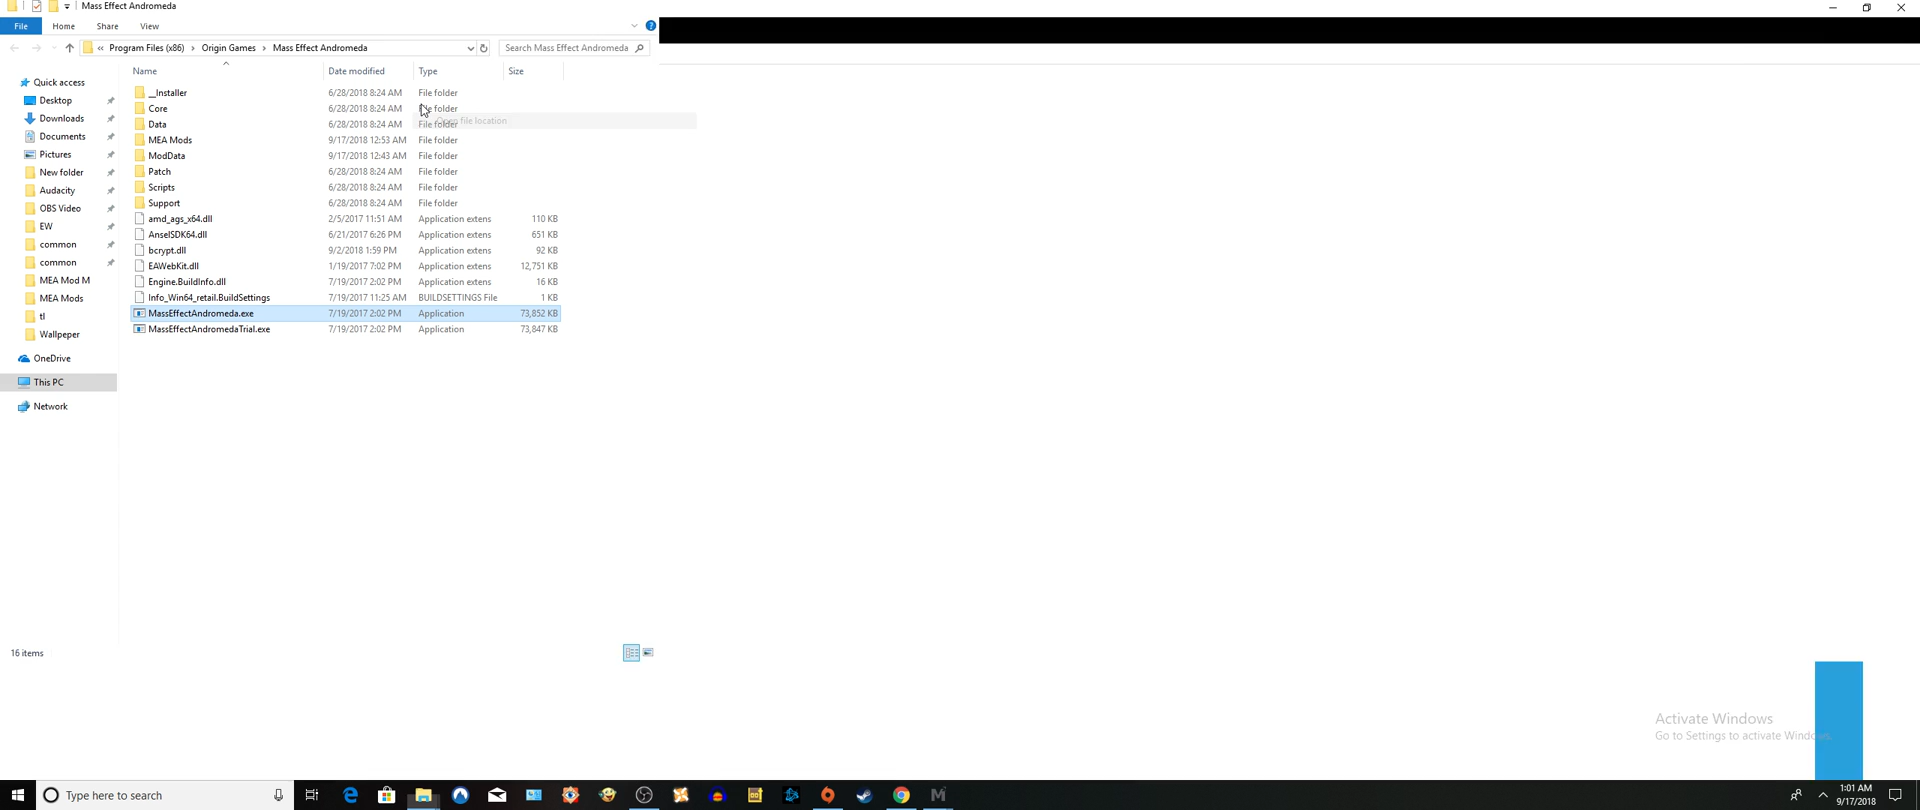 Mass Effect Andromeda
File Home Share View
« Program Files (x86) > Origin Games > Mass Effect Andromeda Search Mass Effect Andromeda
Name Date modified Type Size
Quick access
Desktop
Downloads
Documents
Pictures
New folder
Audacity
OBS Video
EW
common
common
MEA Mod M
MEA Mods
tl
Wallpeper
OneDrive
This PC
Network
__Installer 6/28/2018 8:24 AM File folder
Core 6/28/2018 8:24 AM File folder
Open file location
Data 6/28/2018 8:24 AM File folder
MEA Mods 9/17/2018 12:53 AM File folder
ModData 9/17/2018 12:43 AM File folder
Patch 6/28/2018 8:24 AM File folder
Scripts 6/28/2018 8:24 AM File folder
Support 6/28/2018 8:24 AM File folder
amd_ags_x64.dll 2/5/2017 11:51 AM Application extens 110 KB
AnselSDK64.dll 6/21/2017 6:26 PM Application extens 651 KB
bcrypt.dll 9/2/2018 1:59 PM Application extens 92 KB
EAWebKit.dll 1/19/2017 7:02 PM Application extens 12,751 KB
Engine.BuildInfo.dll 7/19/2017 2:02 PM Application extens 16 KB
Info_Win64_retail.BuildSettings 7/19/2017 11:25 AM BUILDSETTINGS File 1 KB
MassEffectAndromeda.exe 7/19/2017 2:02 PM Application 73,852 KB
MassEffectAndromedaTrial.exe 7/19/2017 2:02 PM Application 73,847 KB
16 items
Activate Windows
Go to Settings to activate Windows.
Type here to search
1:01 AM
9/17/2018